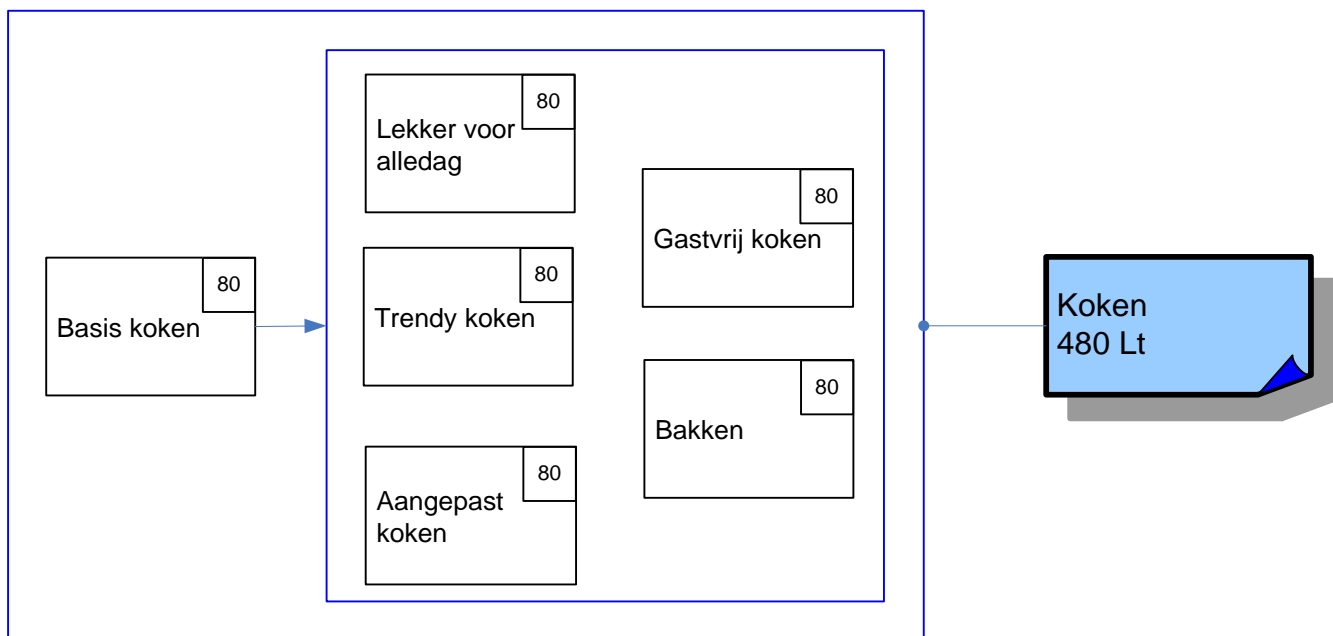 80
Basis koken
80
Lekker voor
alledag
80
Trendy koken
80
Aangepast
koken
80
Gastvrij koken
80
Bakken
Koken
480 Lt